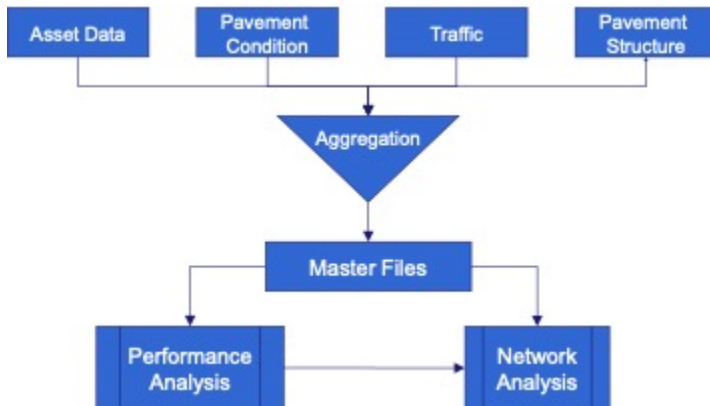 Asset Data
Pavement
Condition
Traffic
Pavement
Structure
Aggregation
Master Files
Performance
Analysis
Network
Analysis